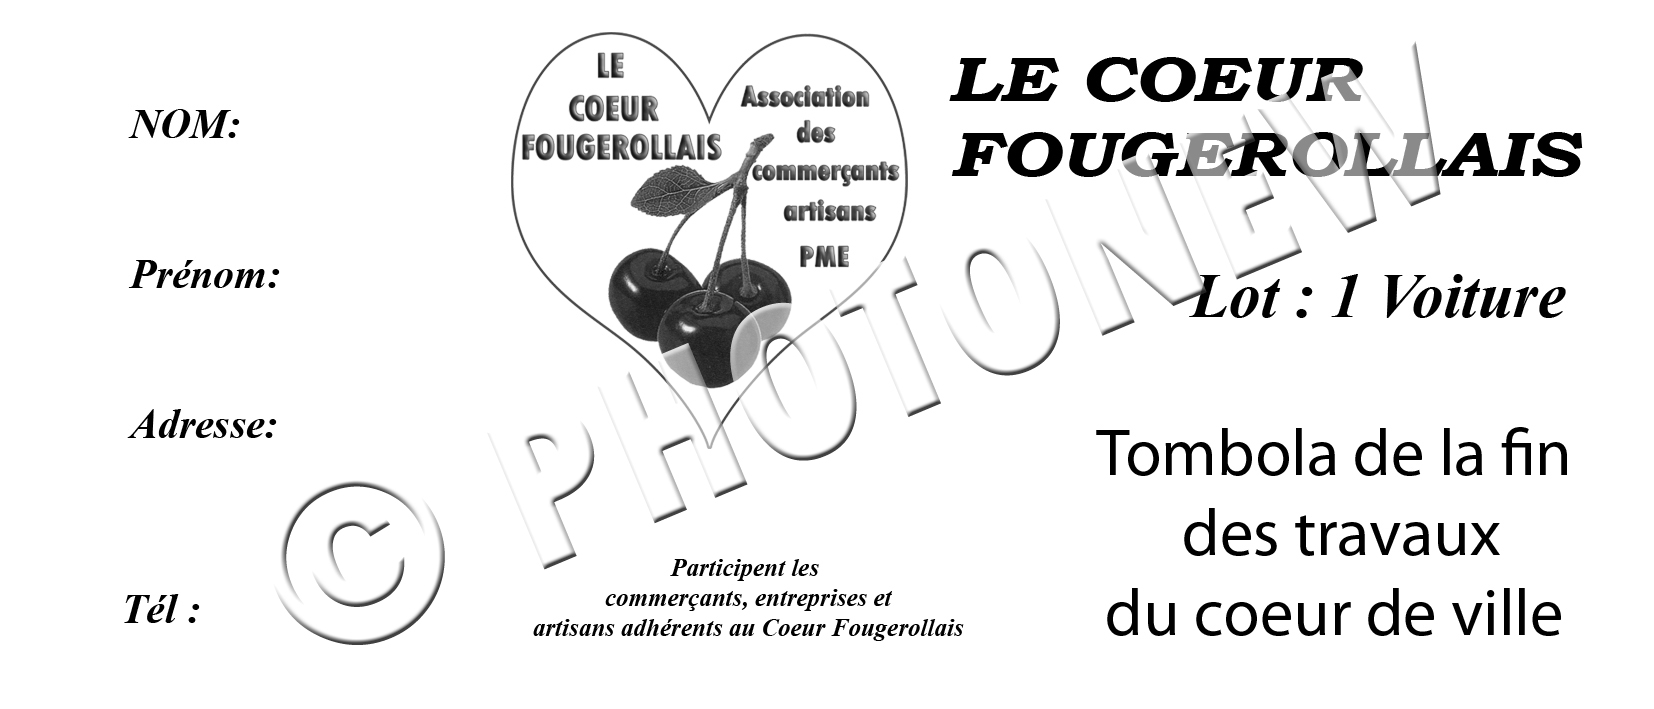 NOM:
Prénom:
Adresse:
Tél :
LE
COEUR
FOUGEROLLAIS
Association
des
commerçants
artisans
PME
Participent les
commerçants, entreprises et
artisans adhérents au Coeur Fougerollais
LE COEUR
FOUGEROLLAIS
Lot : 1 Voiture
Tombola de la fin
des travaux
du coeur de ville
© PHOTONEW